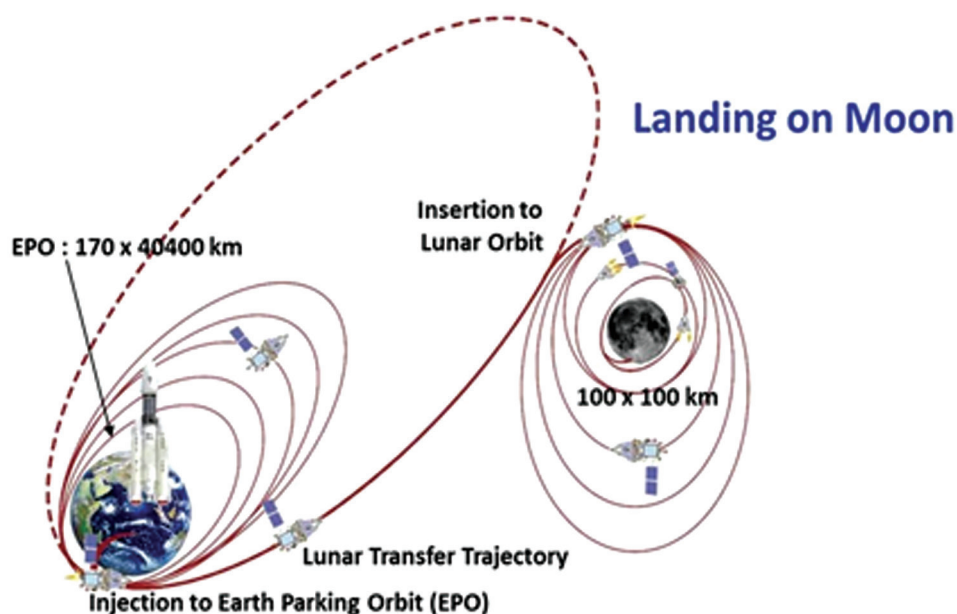 Landing on Moon
Insertion to
Lunar Orbit
EPO : 170 x 40400 km
100 x 100 km
Lunar Transfer Trajectory
Injection to Earth Parking Orbit (EPO)